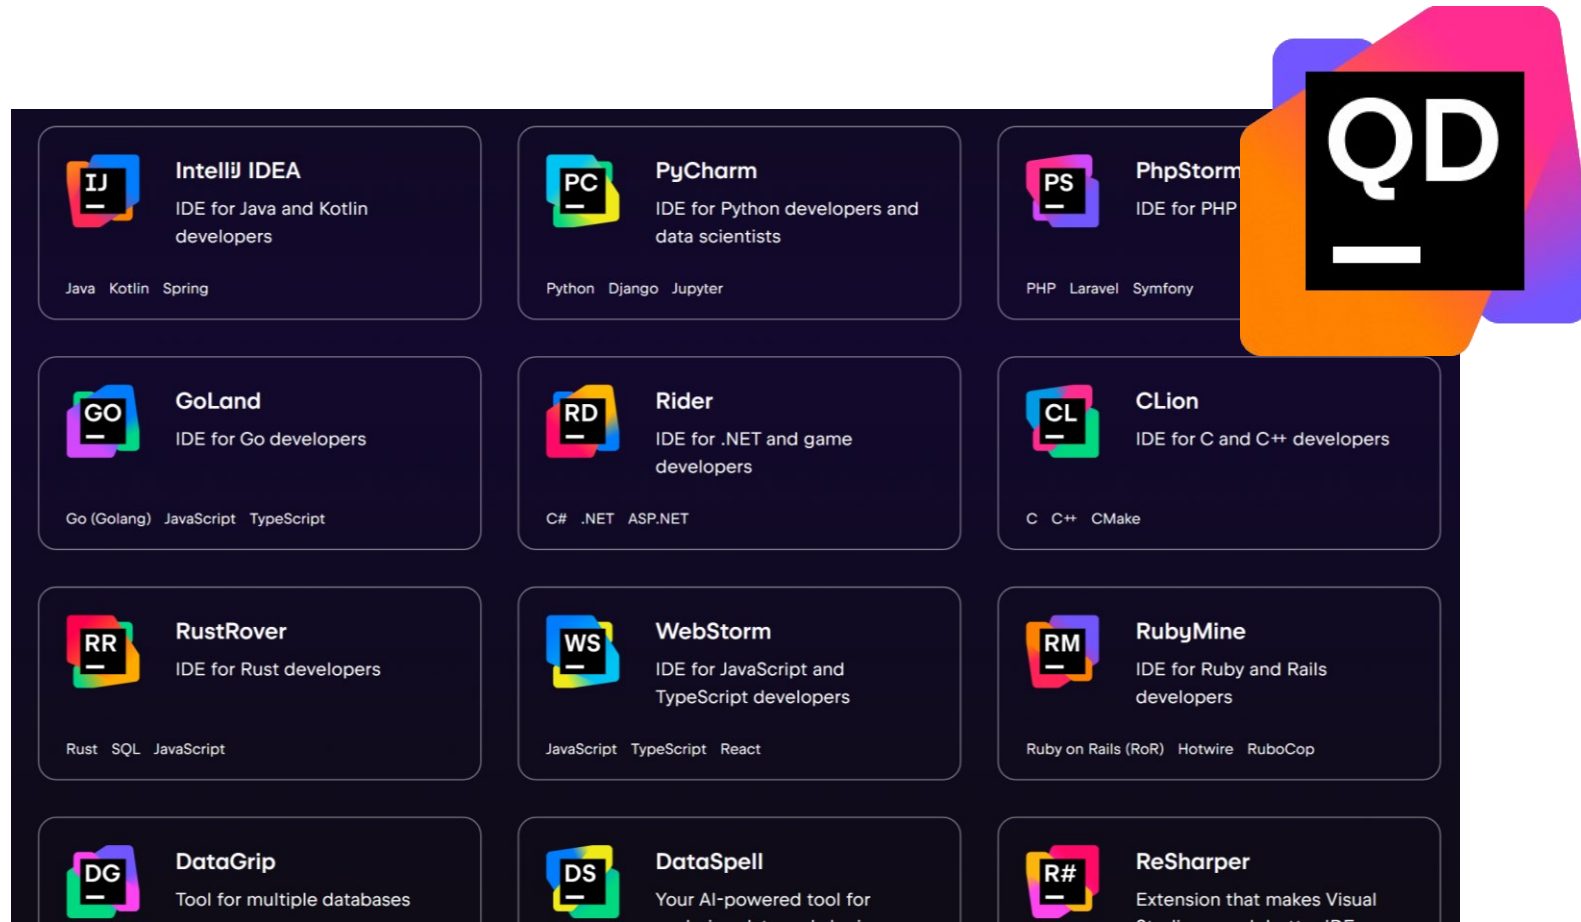 QD
IJ
IntelliJ IDEA
IDE for Java and Kotlin
developers
Java Kotlin Spring
PC
PyCharm
IDE for Python developers and
data scientists
Python Django Jupyter
PS
PhpStorm
IDE for PHP
PHP Laravel Symfony
GO
GoLand
IDE for Go developers
Go (Golang) JavaScript TypeScript
RD
Rider
IDE for .NET and game
developers
C# .NET ASP.NET
CL
CLion
IDE for C and C++ developers
C C++ CMake
RR
RustRover
IDE for Rust developers
Rust SQL JavaScript
WS
WebStorm
IDE for JavaScript and
TypeScript developers
JavaScript TypeScript React
RM
RubyMine
IDE for Ruby and Rails
developers
Ruby on Rails (RoR) Hotwire RuboCop
DG
DataGrip
Tool for multiple databases
DS
DataSpell
Your AI-powered tool for
R#
ReSharper
Extension that makes Visual